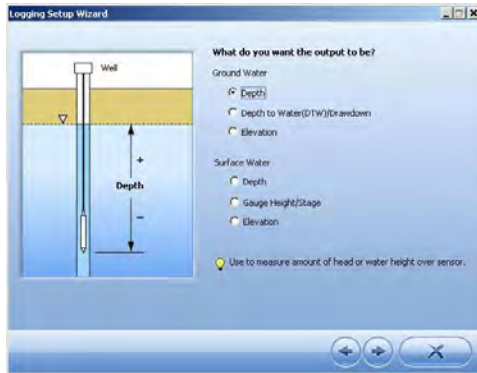 Logging Setup Wizard
Well
+
Depth
−
What do you want the output to be?
Ground Water
Depth
Depth to Water(DTW)/Drawdown
Elevation
Surface Water
Depth
Gauge Height/Stage
Elevation
Use to measure amount of head or water height over sensor.